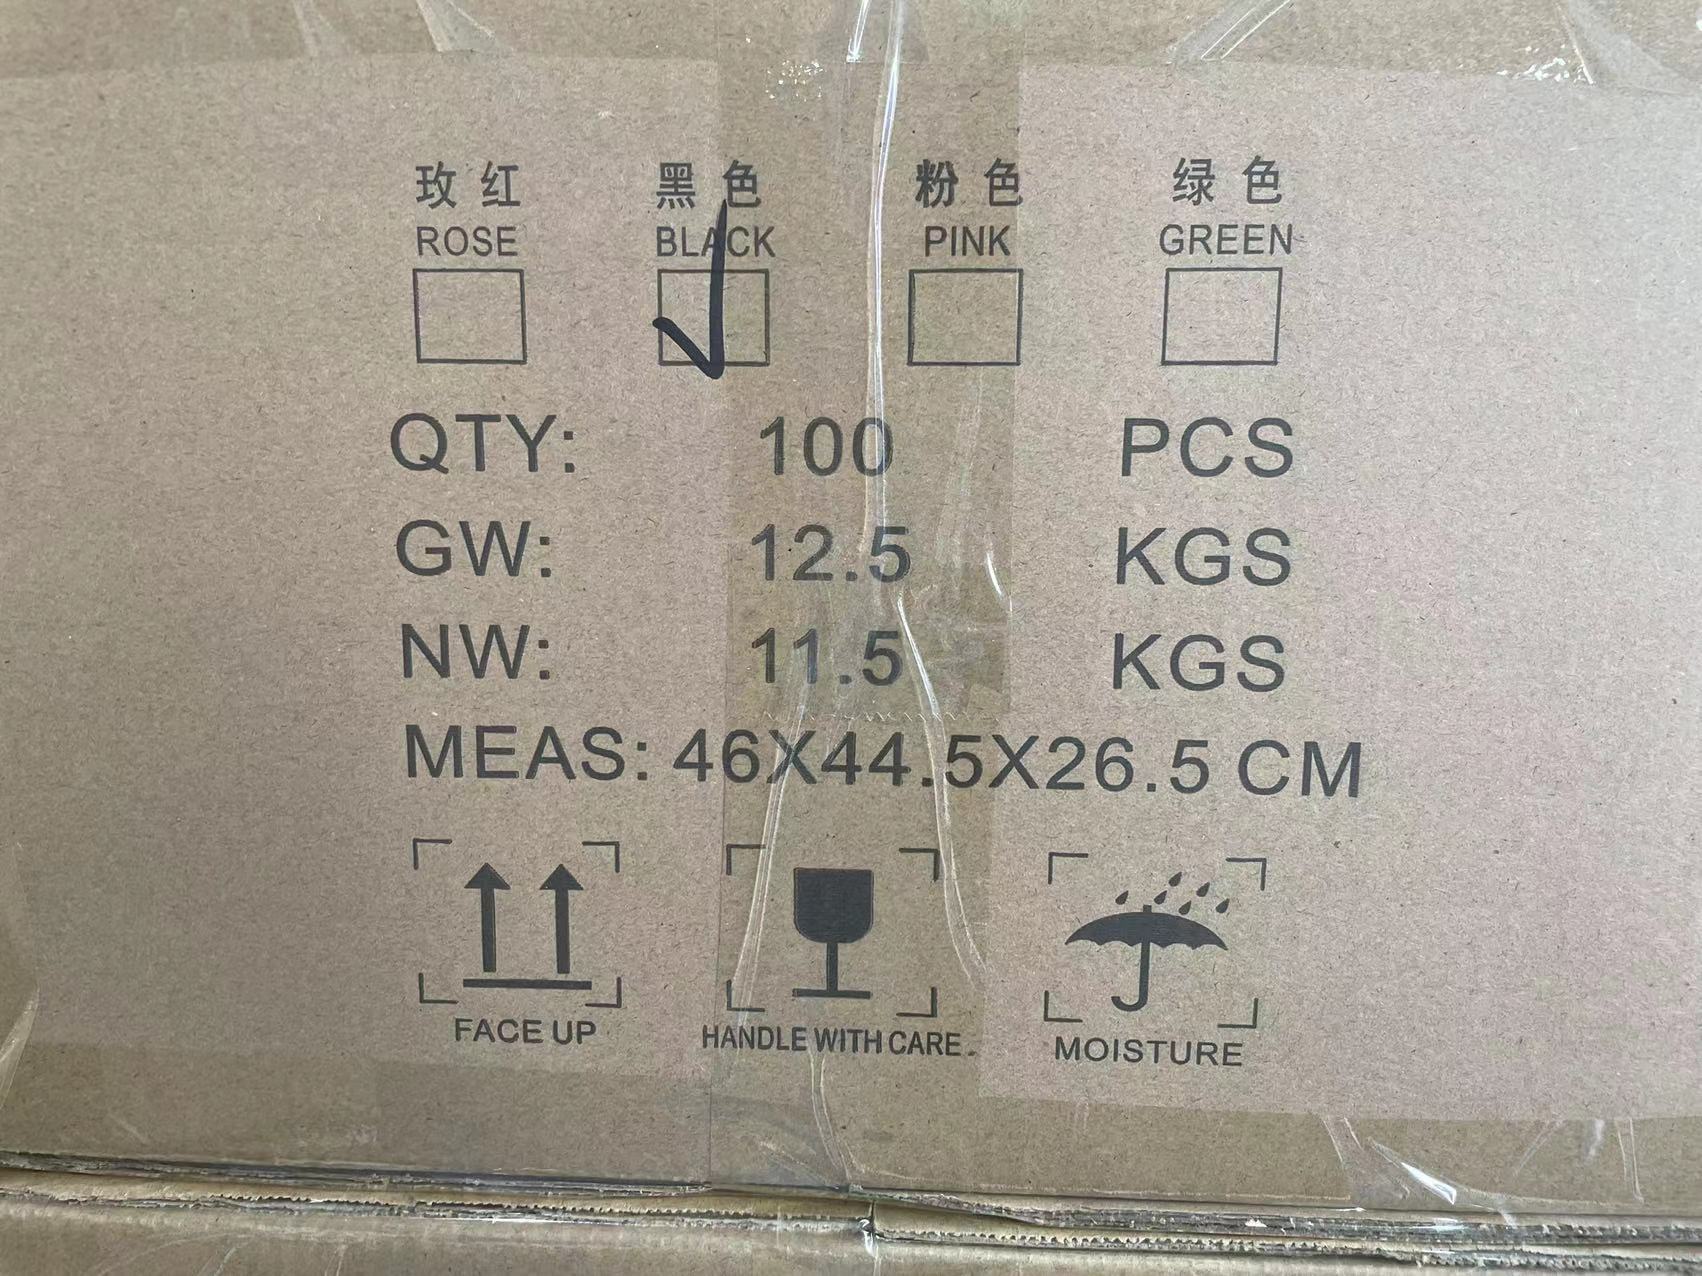 玫红 黑色 粉色 绿色
ROSE BLACK PINK GREEN
QTY: 100 PCS
GW: 12.5 KGS
NW: 11.5 KGS
MEAS: 46X44.5X26.5 CM
FACE UP HANDLE WITH CARE. MOISTURE